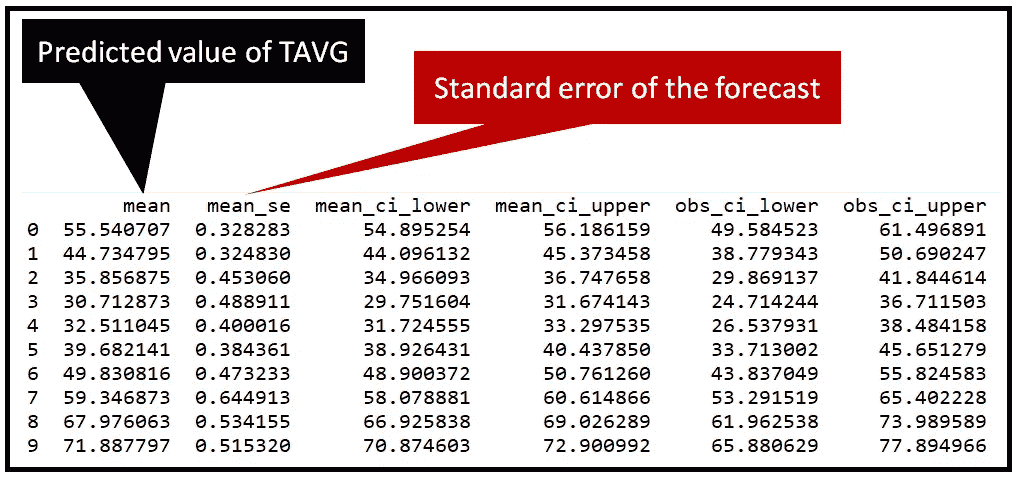 Predicted value of TAVG
Standard error of the forecast
mean mean_se mean_ci_lower mean_ci_upper obs_ci_lower obs_ci_upper
0 55.540707 0.328283 54.895254 56.186159 49.584523 61.496891
1 44.734795 0.324830 44.096132 45.373458 38.779343 50.690247
2 35.856875 0.453060 34.966093 36.747658 29.869137 41.844614
3 30.712873 0.488911 29.751604 31.674143 24.714244 36.711503
4 32.511045 0.400016 31.724555 33.297535 26.537931 38.484158
5 39.682141 0.384361 38.926431 40.437850 33.713002 45.651279
6 49.830816 0.473233 48.900372 50.761260 43.837049 55.824583
7 59.346873 0.644913 58.078881 60.614866 53.291519 65.402228
8 67.976063 0.534155 66.925838 69.026289 61.962538 73.989589
9 71.887797 0.515320 70.874603 72.900992 65.880629 77.894966